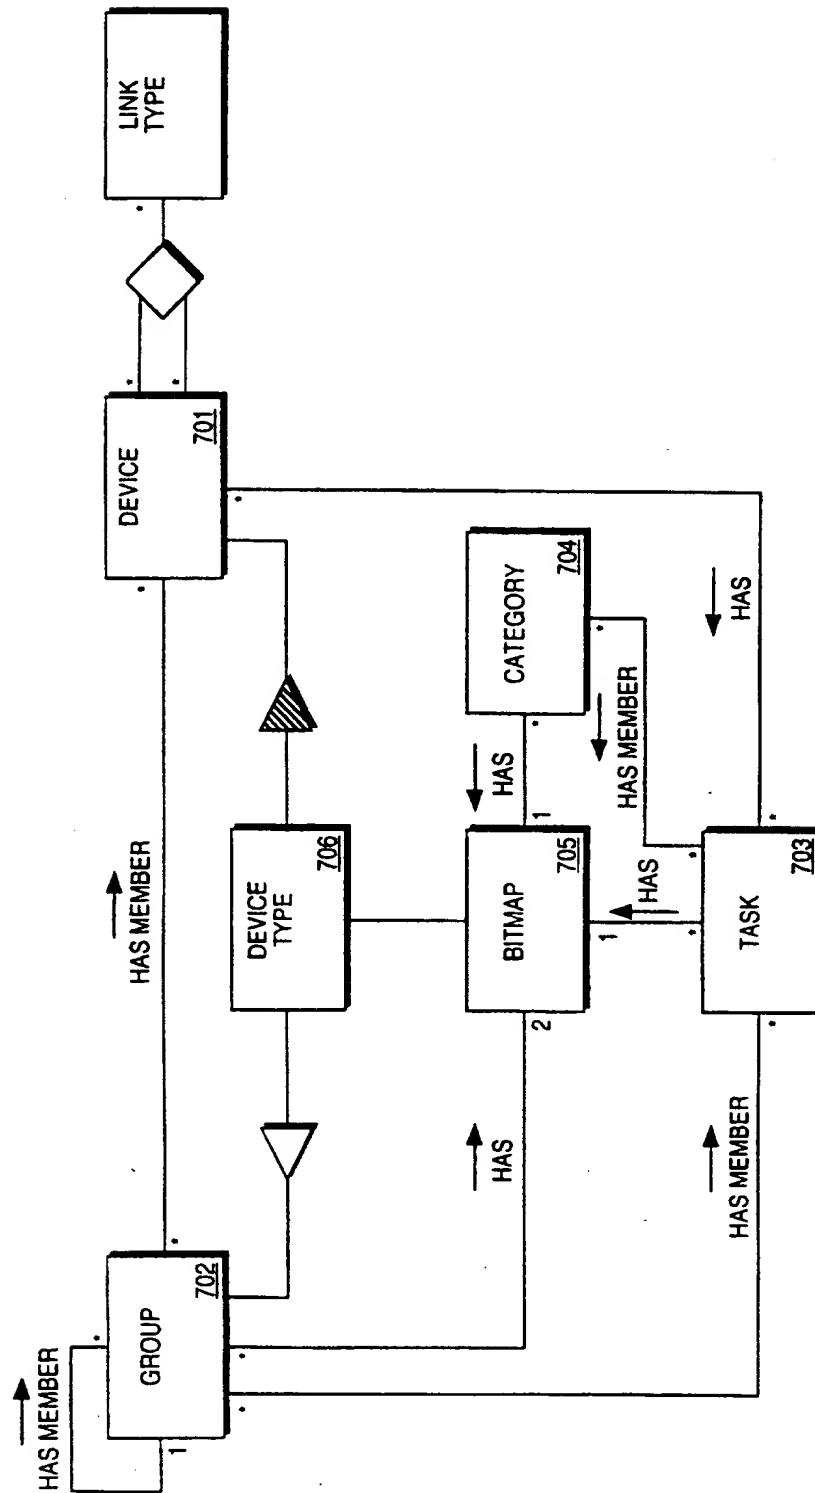 HAS MEMBER
*
1
GROUP
702
*
HAS MEMBER
*
DEVICE
701
*
*
*
LINK
TYPE
*
*
*
DEVICE
TYPE
706
HAS
2
BITMAP
705
HAS
1
*
CATEGORY
704
*
HAS MEMBER
1
HAS
*
*
HAS MEMBER
*
TASK
703
*
HAS